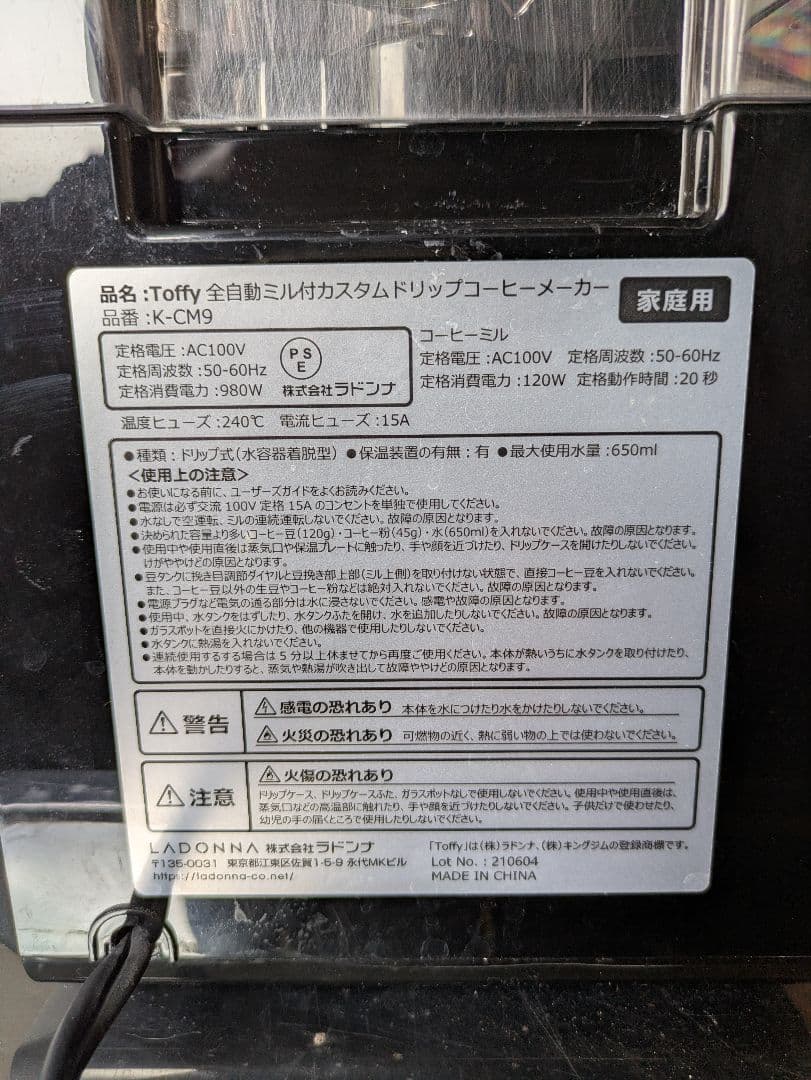 品名:Toffy 全自動ミル付カスタムドリップコーヒーメーカー
家庭用
品番:K-CM9
定格電圧:AC100V
定格周波数:50-60Hz
定格消費電力:980W
PS
E
株式会社ラドンナ
コーヒーミル
定格電圧:AC100V 定格周波数:50-60Hz
定格消費電力:120W 定格動作時間:20秒
温度ヒューズ:240℃ 電流ヒューズ:15A
●種類:ドリップ式(水容器着脱型) ●保温装置の有無:有 ●最大使用水量:650ml
<使用上の注意>
●お使いになる前に、ユーザーズガイドをよくお読みください。
●電源は必ず交流 100V 定格 15Aのコンセントを単独で使用してください。
●水なしで空運転、ミルの連続運転しないでください。故障の原因となります。
●決められた容量より多いコーヒー豆(120g)・コーヒー粉(45g)・水(650ml)を入れないでください。故障の原因となります。
●使用中や使用直後は蒸気口や保温プレートに触ったり、手や顔を近づけたり、ドリップケースを開けたりしないでください。
けがややけどの原因となります。
●豆タンクに挽き目調節ダイヤルと豆挽き部上部(ミル上側)を取り付けない状態で、直接コーヒー豆を入れないでください。
また、コーヒー豆以外の生豆やコーヒー粉などは絶対入れないでください。故障の原因となります。
●電源プラグなど電気の通る部分は水に浸さないでください。感電や故障の原因となります。
●使用中、水タンクをはずしたり、水タンクふたを開け、水を追加したりしないでください。故障の原因となります。
●ガラスポットを直接火にかけたり、他の機器で使用したりしないでください。
●水タンクに熱湯を入れないでください。
●連続使用するする場合は 5 分以上休ませてから再度ご使用ください。本体が熱いうちに水タンクを取り付けたり、
本体を動かしたりすると、蒸気や熱湯が吹き出して故障ややけどの原因となります。
警告
感電の恐れあり 本体を水につけたり水をかけたりしないでください。
火災の恐れあり 可燃物の近く、熱に弱い物の上では使わないでください。
注意
火傷の恐れあり
ドリップケース、ドリップケースふた、ガラスポットなしで使用しないでください。使用中や使用直後は、
蒸気口などの高温部に触れたり、手や顔を近づけたりしないでください。子供だけで使わせたり、
幼児の手の届くところで使用したりしないでください。
LADONNA 株式会社ラドンナ
〒135-0031 東京都江東区佐賀1-5-9 永代MKビル
https://ladonna-co.net/
「Toffy」は(株)ラドンナ、(株)キングジムの登録商標です。
Lot No.: 210604
MADE IN CHINA